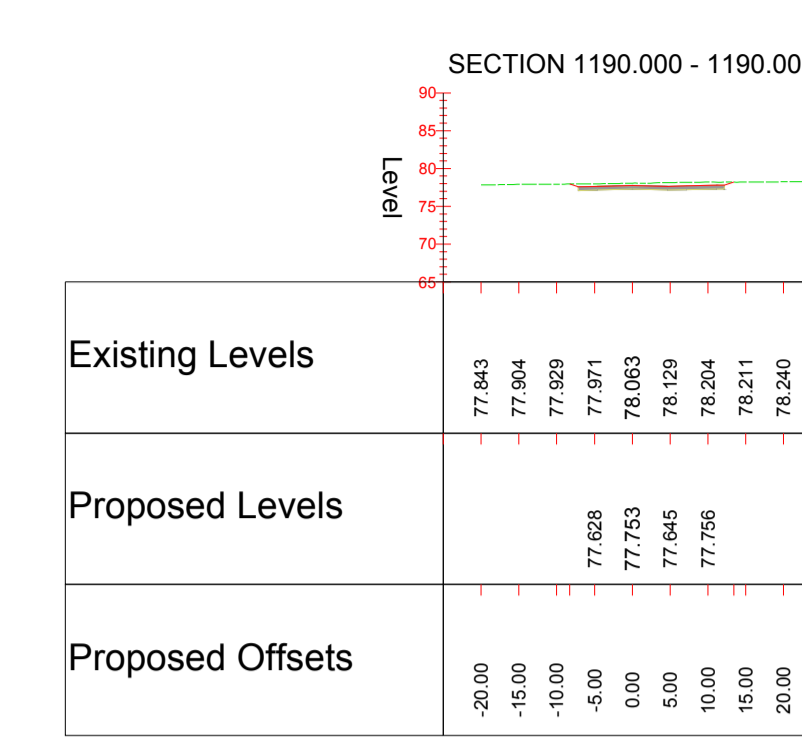 SECTION 1190.000 - 1190.00
90
85
80
75
70
65
Level
Existing Levels
77.843 77.904 77.929 77.971 78.063 78.129 78.204 78.211 78.240
Proposed Levels
77.628 77.753 77.645 77.756
Proposed Offsets
-20.00 -15.00 -10.00 -5.00 0.00 5.00 10.00 15.00 20.00